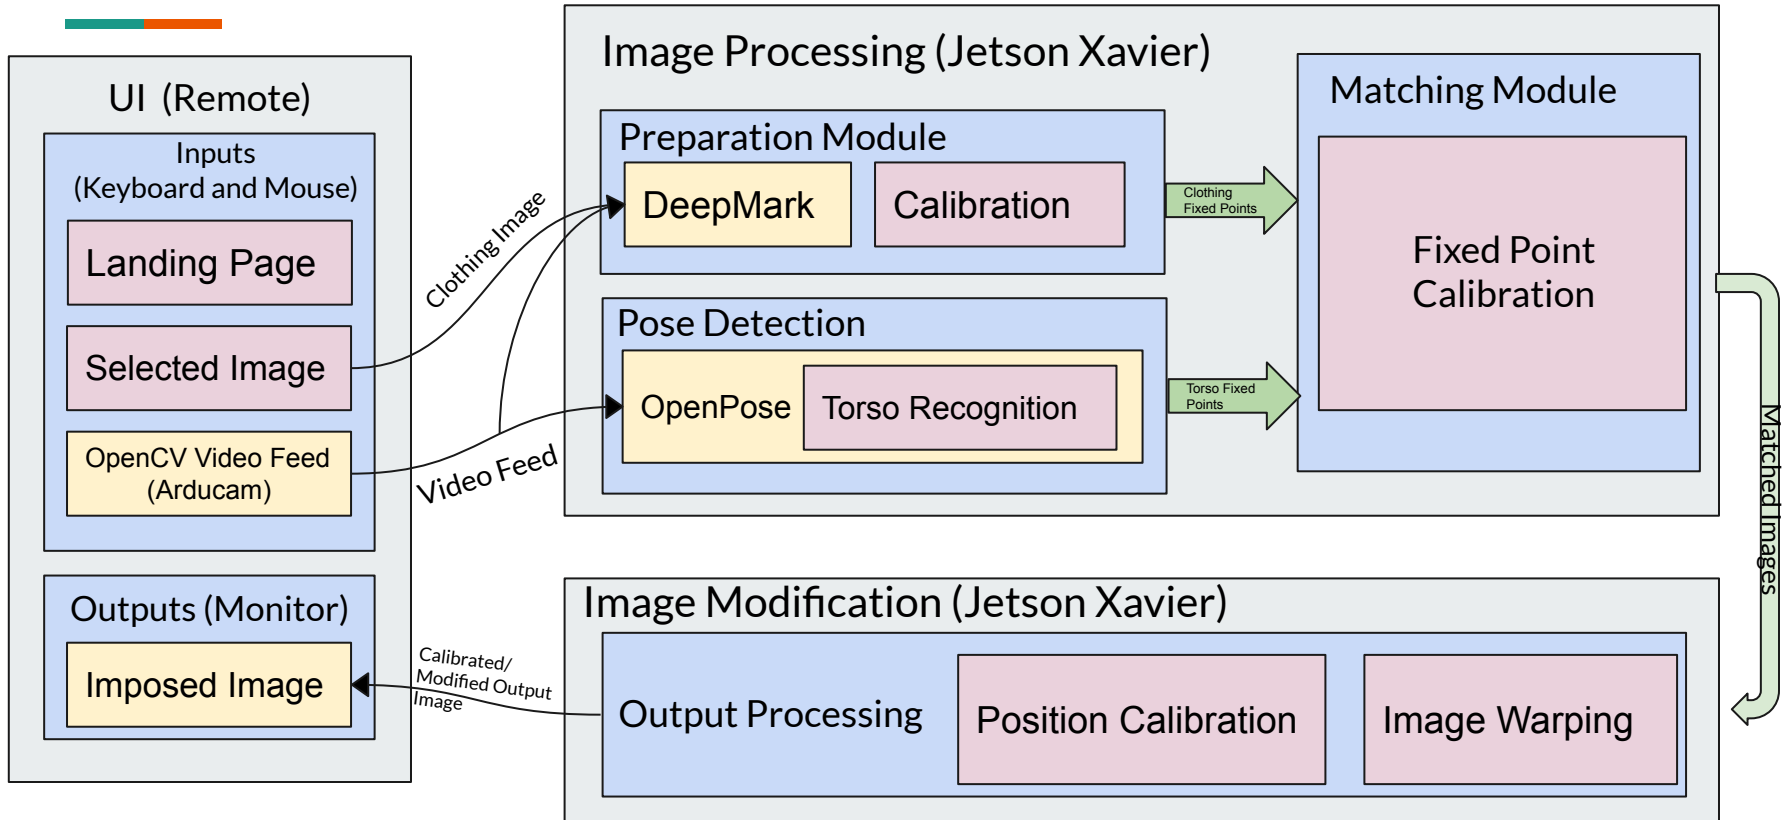 UI (Remote)
Inputs
(Keyboard and Mouse)
Landing Page
Selected Image
OpenCV Video Feed
(Arducam)
Outputs (Monitor)
Imposed Image
Clothing Image
Video Feed
Image Processing (Jetson Xavier)
Preparation Module
DeepMark
Calibration
Pose Detection
OpenPose
Torso Recognition
Clothing
Fixed Points
Torso Fixed
Points
Matching Module
Fixed Point
Calibration
Matched Images
Image Modification (Jetson Xavier)
Output Processing
Position Calibration
Image Warping
Calibrated/
Modified Output
Image